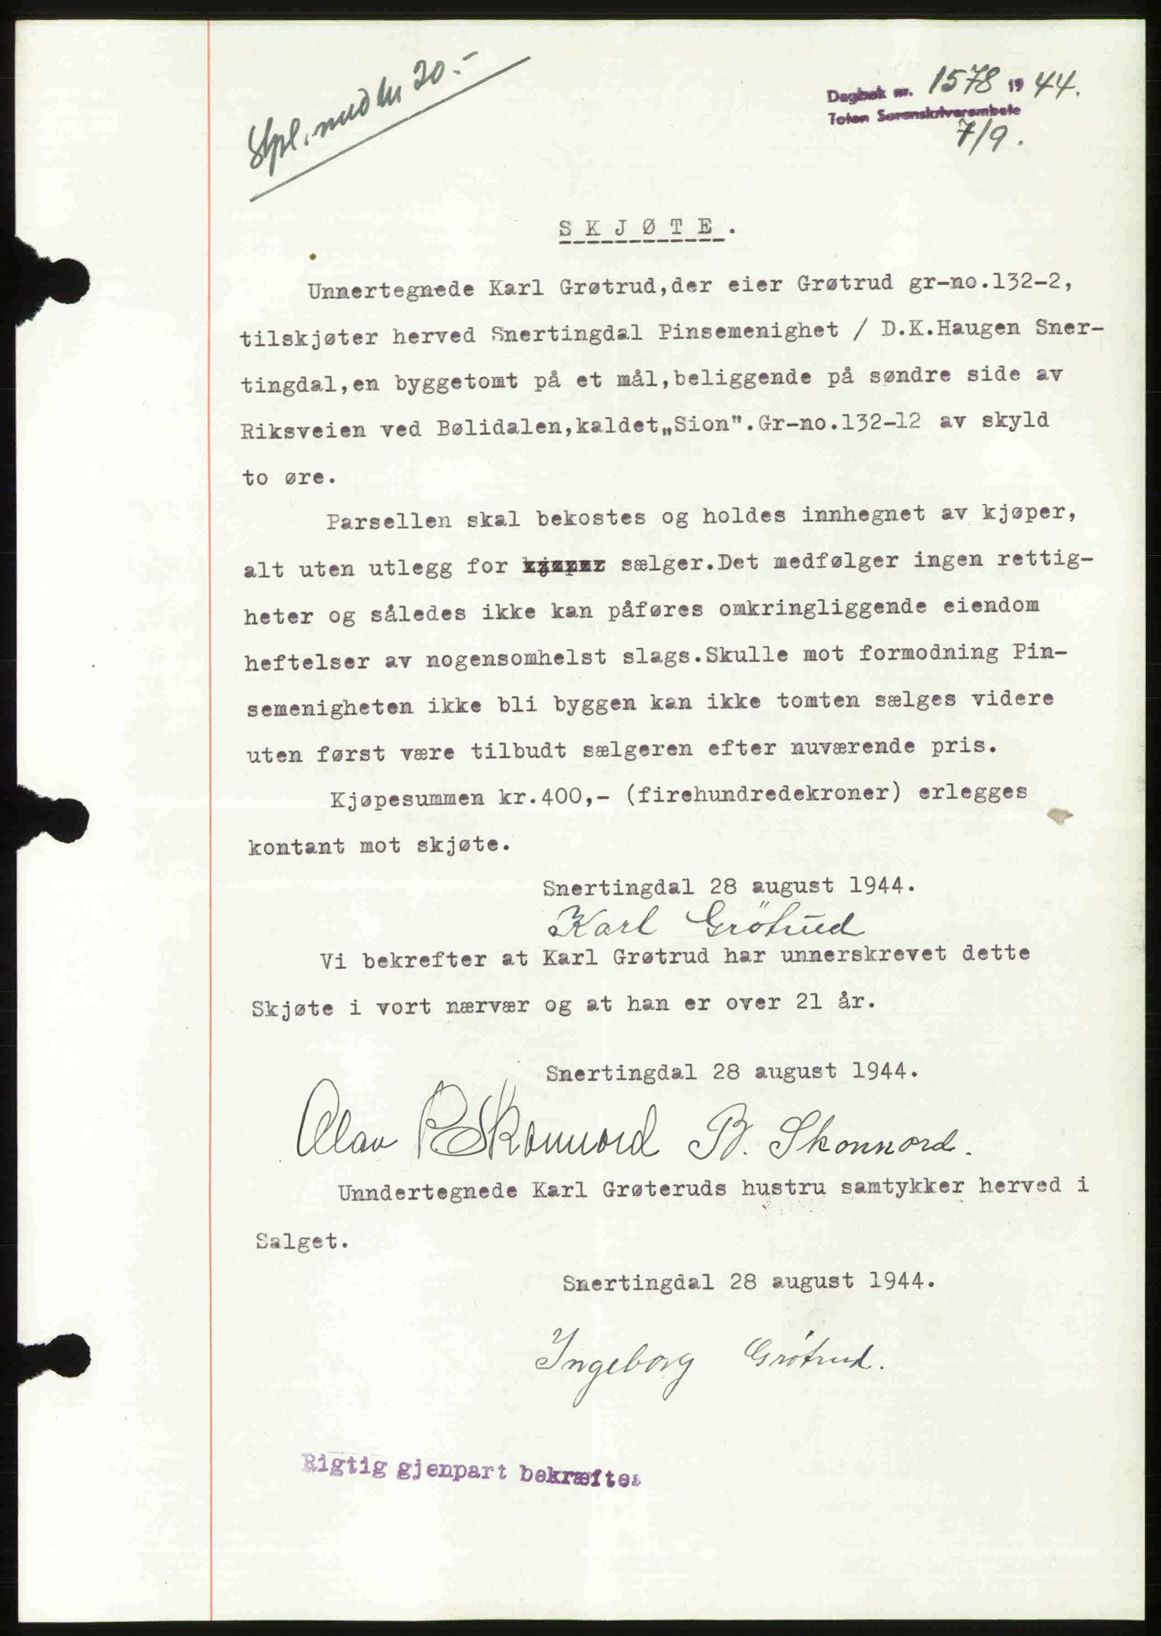 Stpl. med kr 20.-
Dagbok nr. 1578 1944.
Toten Sorenskriverembete
7/9.
SKJØTE.
Unnertegnede Karl Grøtrud,der eier Grøtrud gr-no.132-2,
tilskjøter herved Snertingdal Pinsemenighet / D.K.Haugen Sner-
tingdal,en byggetomt på et mål,beliggende på søndre side av
Riksveien ved Bølidalen,kaldet„Sion".Gr-no.132-12 av skyld
to øre.
Parsellen skal bekostes og holdes innhegnet av kjøper,
alt uten utlegg for kjøper sælger.Det medfølger ingen rettig-
heter og således ikke kan påføres omkringliggende eiendom
heftelser av nogensomhelst slags.Skulle mot formodning Pin-
semenigheten ikke bli byggen kan ikke tomten sælges videre
uten først være tilbudt sælgeren efter nuværende pris.
Kjøpesummen kr.400,- (firehundredekroner) erlegges
kontant mot skjøte.
Snertingdal 28 august 1944.
Karl Grötrud
Vi bekrefter at Karl Grøtrud har unnerskrevet dette
Skjøte i vort nærvær og at han er over 21 år.
Snertingdal 28 august 1944.
Olav P Skonnord B. Skonnord.
Unndertegnede Karl Grøteruds hustru samtykker herved i
Salget.
Snertingdal 28 august 1944.
Ingeborg Grötrud.
Rigtig gjenpart bekræftes